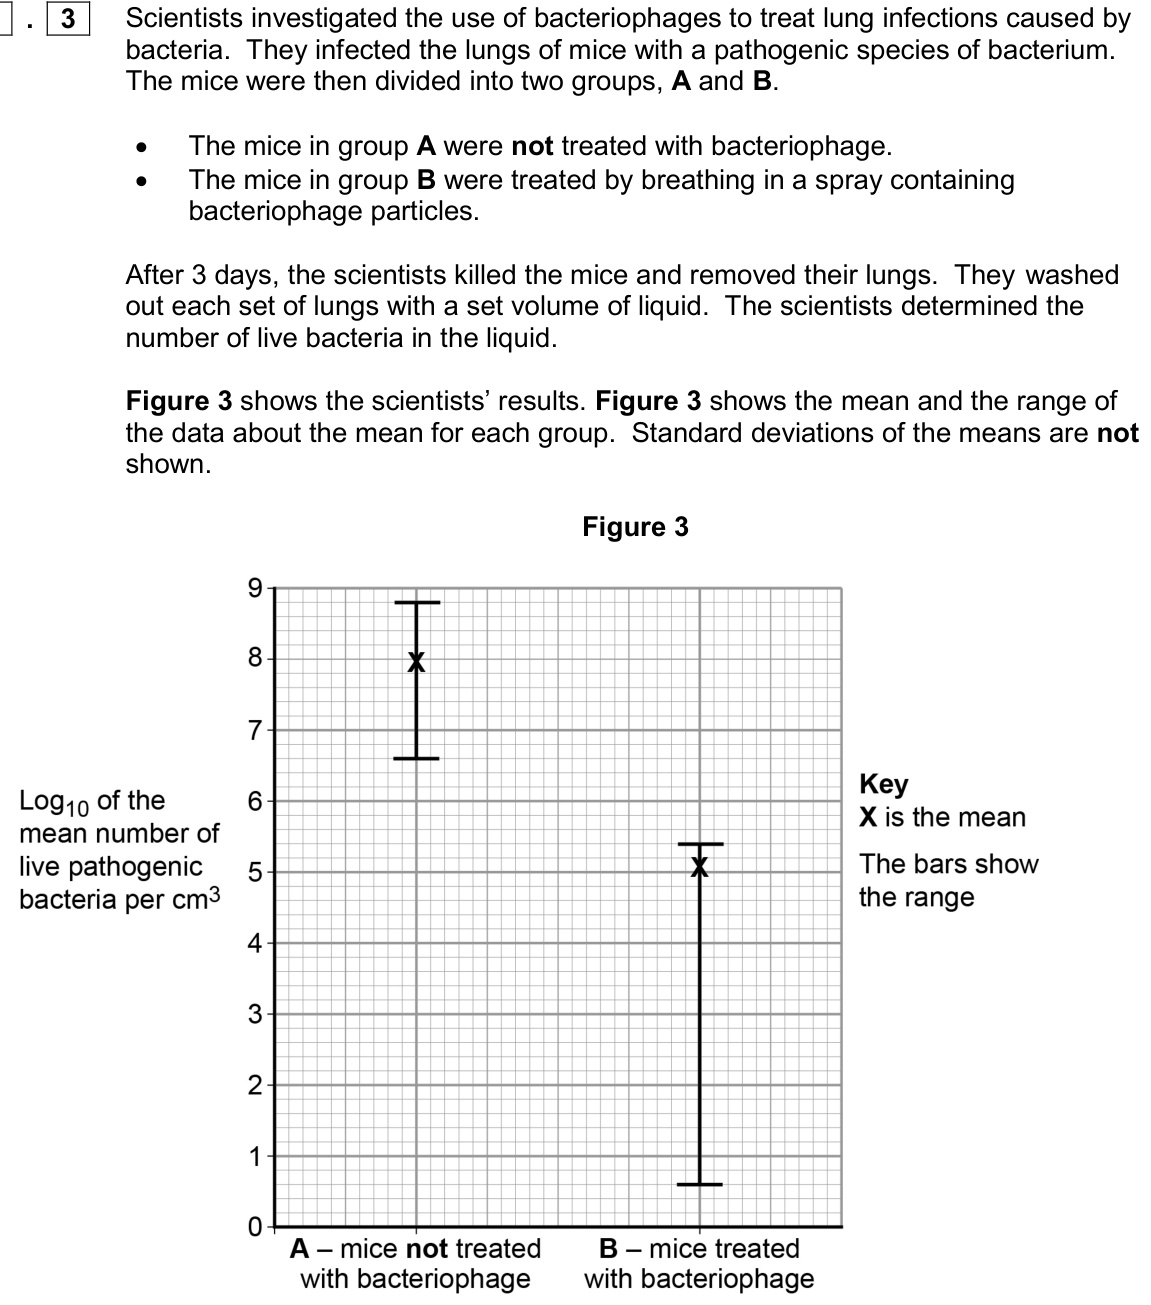 . 3 Scientists investigated the use of bacteriophages to treat lung infections caused by
bacteria. They infected the lungs of mice with a pathogenic species of bacterium.
The mice were then divided into two groups, A and B.
• The mice in group A were not treated with bacteriophage.
• The mice in group B were treated by breathing in a spray containing
bacteriophage particles.
After 3 days, the scientists killed the mice and removed their lungs. They washed
out each set of lungs with a set volume of liquid. The scientists determined the
number of live bacteria in the liquid.
Figure 3 shows the scientists' results. Figure 3 shows the mean and the range of
the data about the mean for each group. Standard deviations of the means are not
shown.
Figure 3
9
8
7
6
5
4
3
2
1
0
Log10 of the
mean number of
live pathogenic
bacteria per cm3
X
X
Key
X is the mean
The bars show
the range
A – mice not treated
with bacteriophage
B – mice treated
with bacteriophage